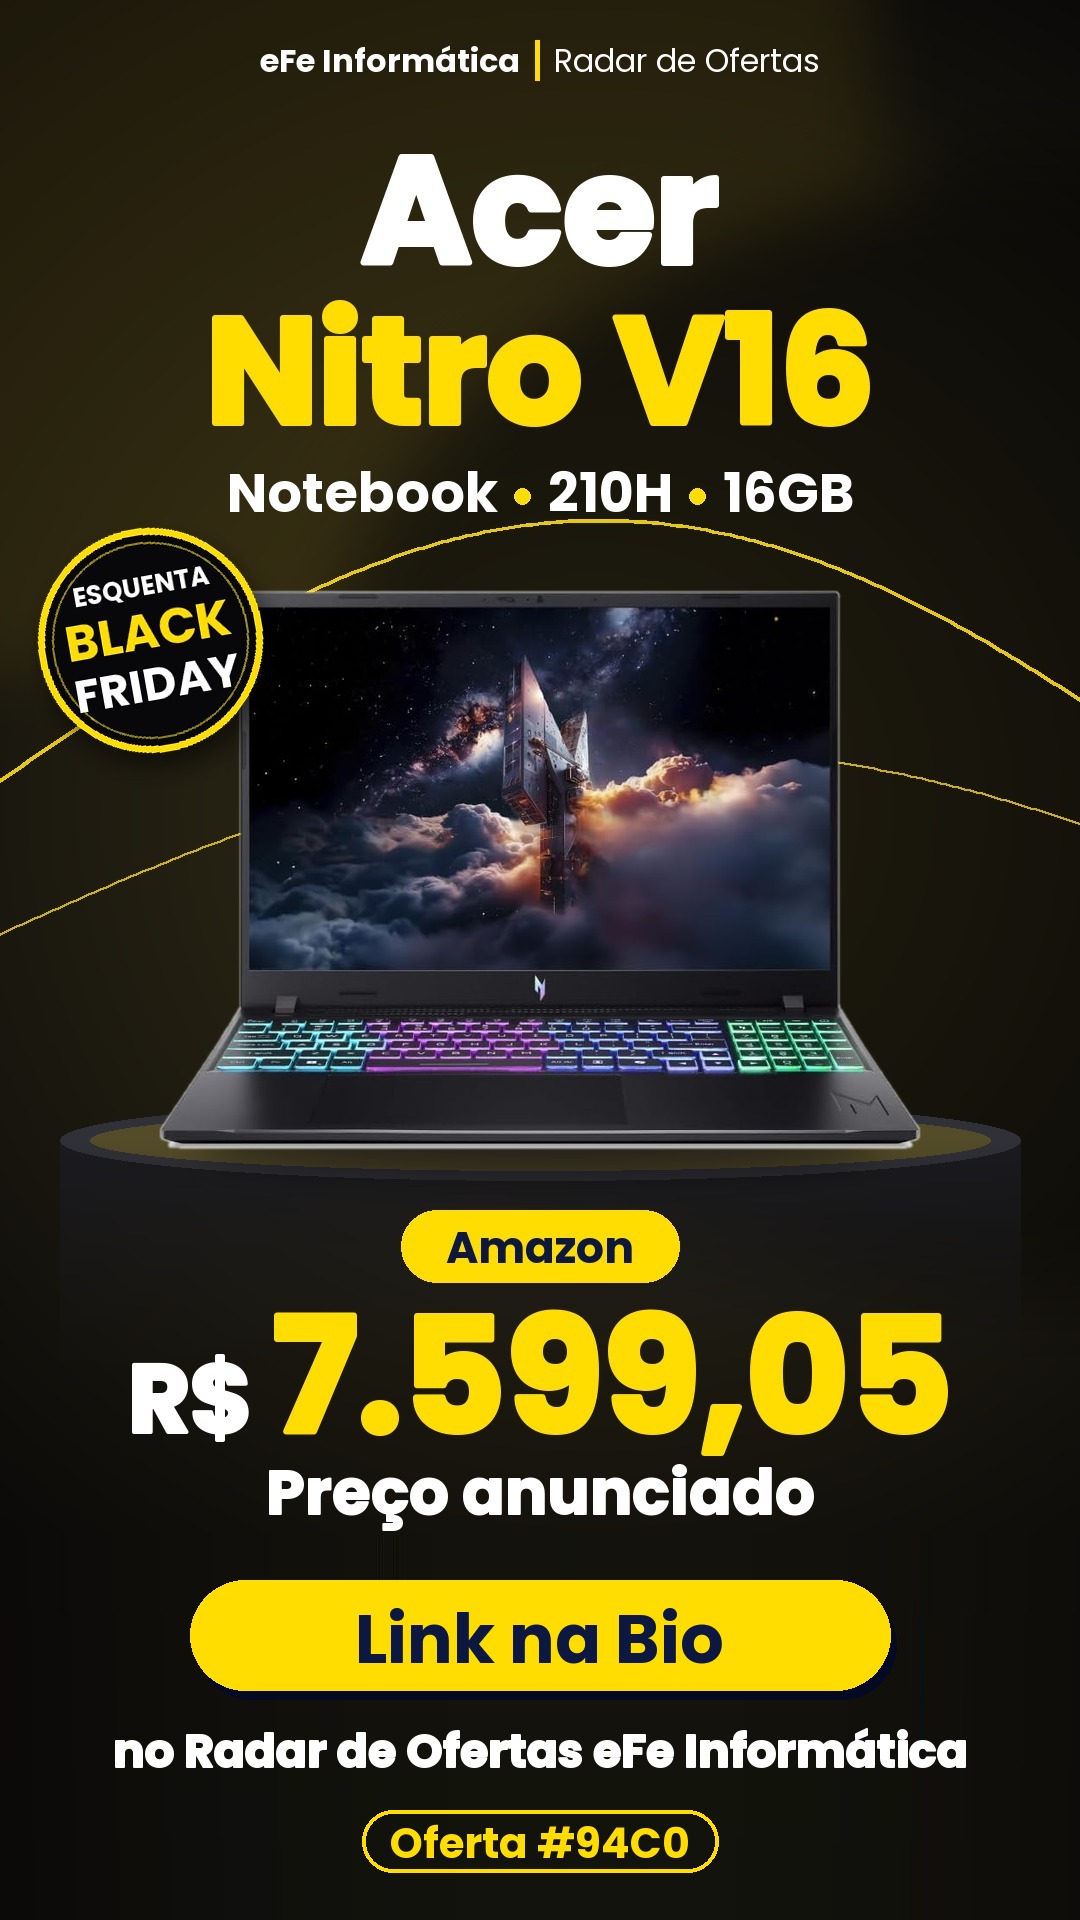 eFe Informática | Radar de Ofertas
Acer
Nitro V16
Notebook • 210H • 16GB
ESQUENTA
BLACK
FRIDAY
Amazon
R$ 7.599,05
Preço anunciado
Link na Bio
no Radar de Ofertas eFe Informática
Oferta #94C0